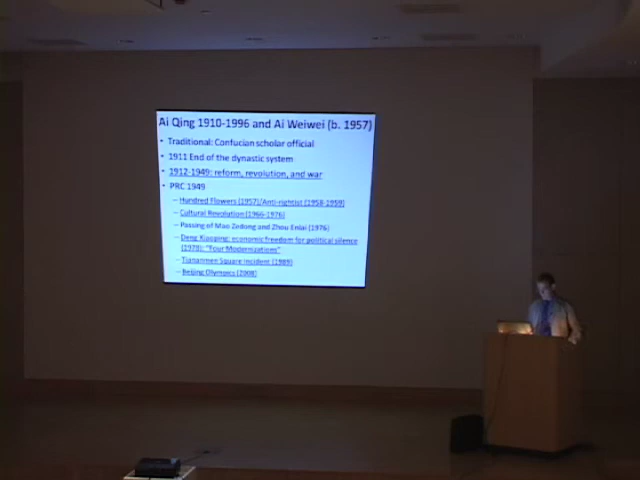 Ai Qing 1910-1996 and Ai Weiwei (b. 1957)
• Traditional: Confucian scholar official
• 1911 End of the dynastic system
• 1912-1949: reform, revolution, and war
• PRC 1949
– Hundred Flowers (1957)/Anti-rightist (1958-1959)
– Cultural Revolution (1966-1976)
– Passing of Mao Zedong and Zhou Enlai (1976)
– Deng Xiaoping: economic freedom for political silence
(1978): "Four Modernizations"
– Tiananmen Square Incident (1989)
– Beijing Olympics (2008)